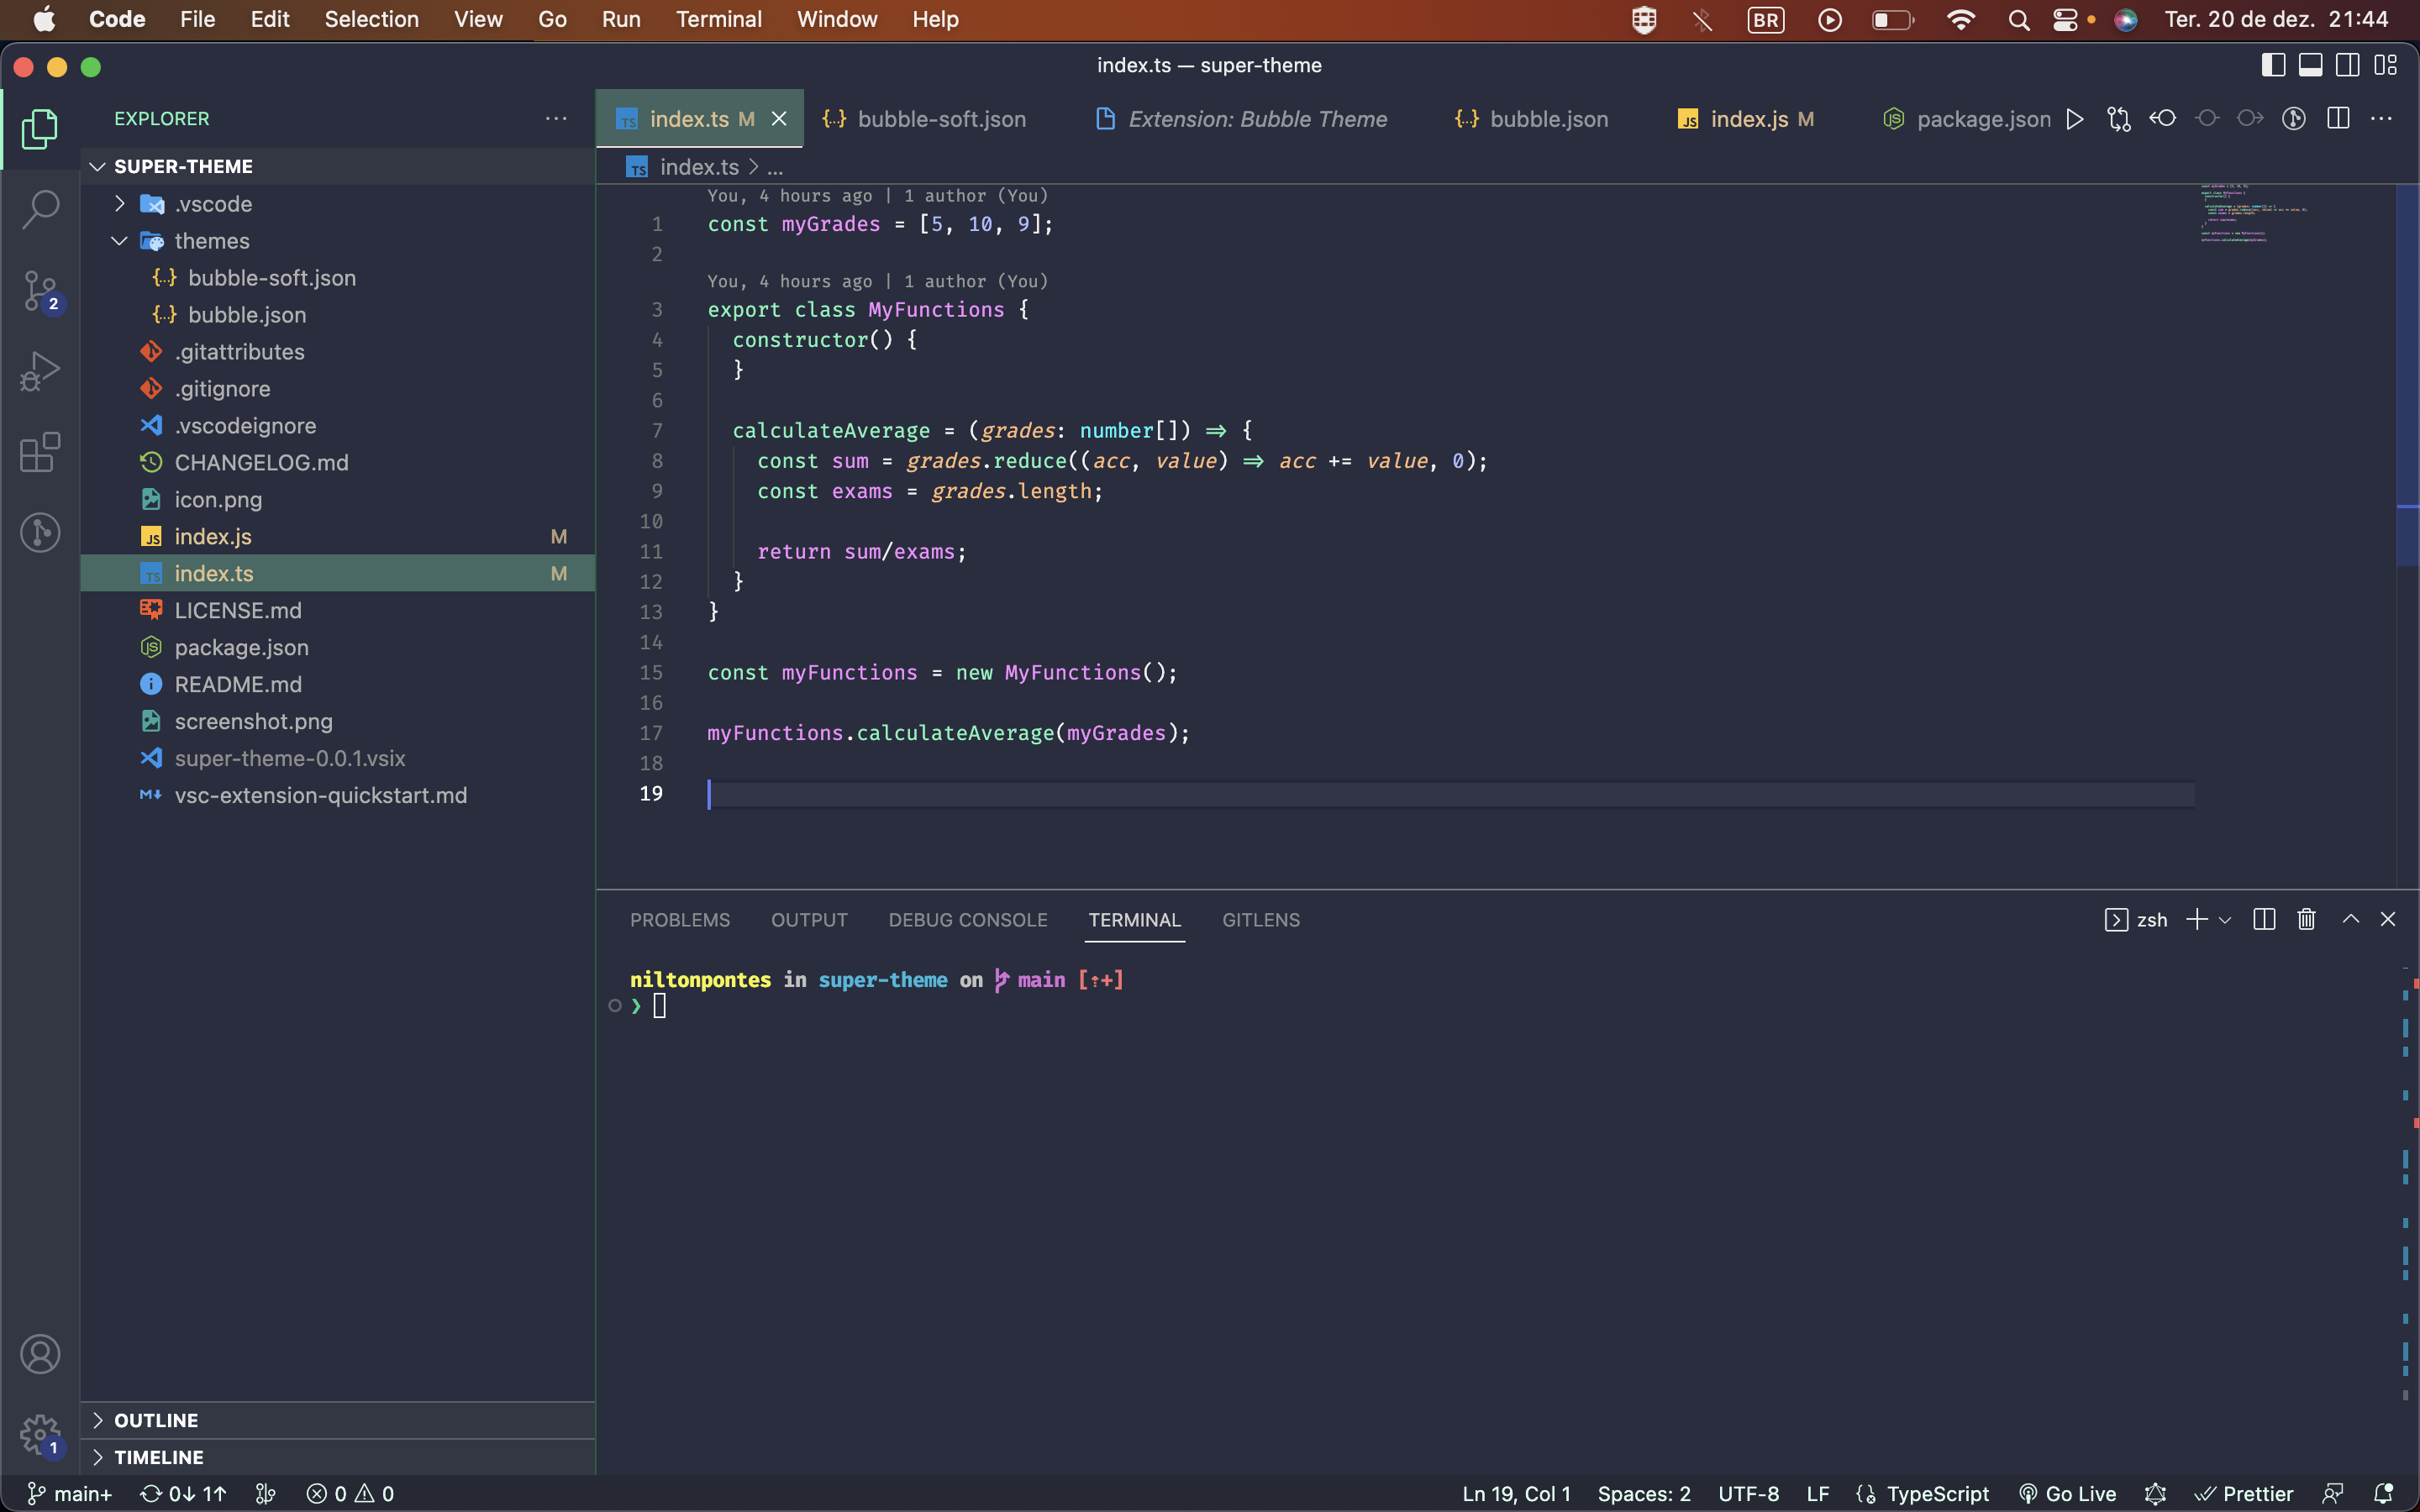 Code File Edit Selection View Go Run Terminal Window Help BR Ter. 20 de dez. 21:44
index.ts — super-theme
EXPLORER
TS index.ts M
{..} bubble-soft.json
Extension: Bubble Theme
{..} bubble.json
JS index.js M
JS package.json
SUPER-THEME
TS index.ts > ...
.vscode
themes
{..} bubble-soft.json
{..} bubble.json
.gitattributes
.gitignore
.vscodeignore
CHANGELOG.md
icon.png
JS index.js M
TS index.ts M
LICENSE.md
JS package.json
README.md
screenshot.png
super-theme-0.0.1.vsix
M↓ vsc-extension-quickstart.md
2
1
OUTLINE
TIMELINE
You, 4 hours ago | 1 author (You)
1 const myGrades = [5, 10, 9];
2
You, 4 hours ago | 1 author (You)
3 export class MyFunctions {
4 constructor() {
5 }
6
7 calculateAverage = (grades: number[]) => {
8 const sum = grades.reduce((acc, value) => acc += value, 0);
9 const exams = grades.length;
10
11 return sum/exams;
12 }
13 }
14
15 const myFunctions = new MyFunctions();
16
17 myFunctions.calculateAverage(myGrades);
18
19
PROBLEMS OUTPUT DEBUG CONSOLE TERMINAL GITLENS zsh
niltonpontes in super-theme on main [⇡+]
❯
main+ 0↓ 1↑ 0 0 Ln 19, Col 1 Spaces: 2 UTF-8 LF TypeScript Go Live Prettier